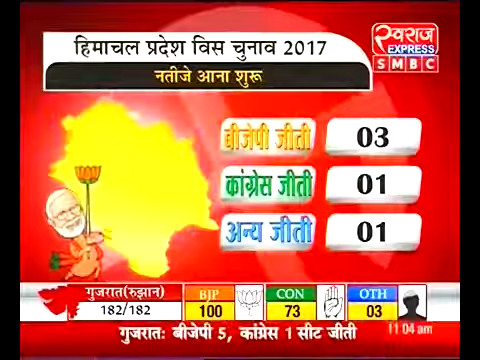 हिमाचल प्रदेश विस चुनाव 2017
नतीजे आना शुरू
स्वराज
EXPRESS
SMBC
बीजेपी जीती 03
कांग्रेस जीती 01
अन्य जीती 01
गुजरात(रुझान) BJP CON OTH
182/182 100 73 03
गुजरात: बीजेपी 5, कांग्रेस 1 सीट जीती
11:04 am